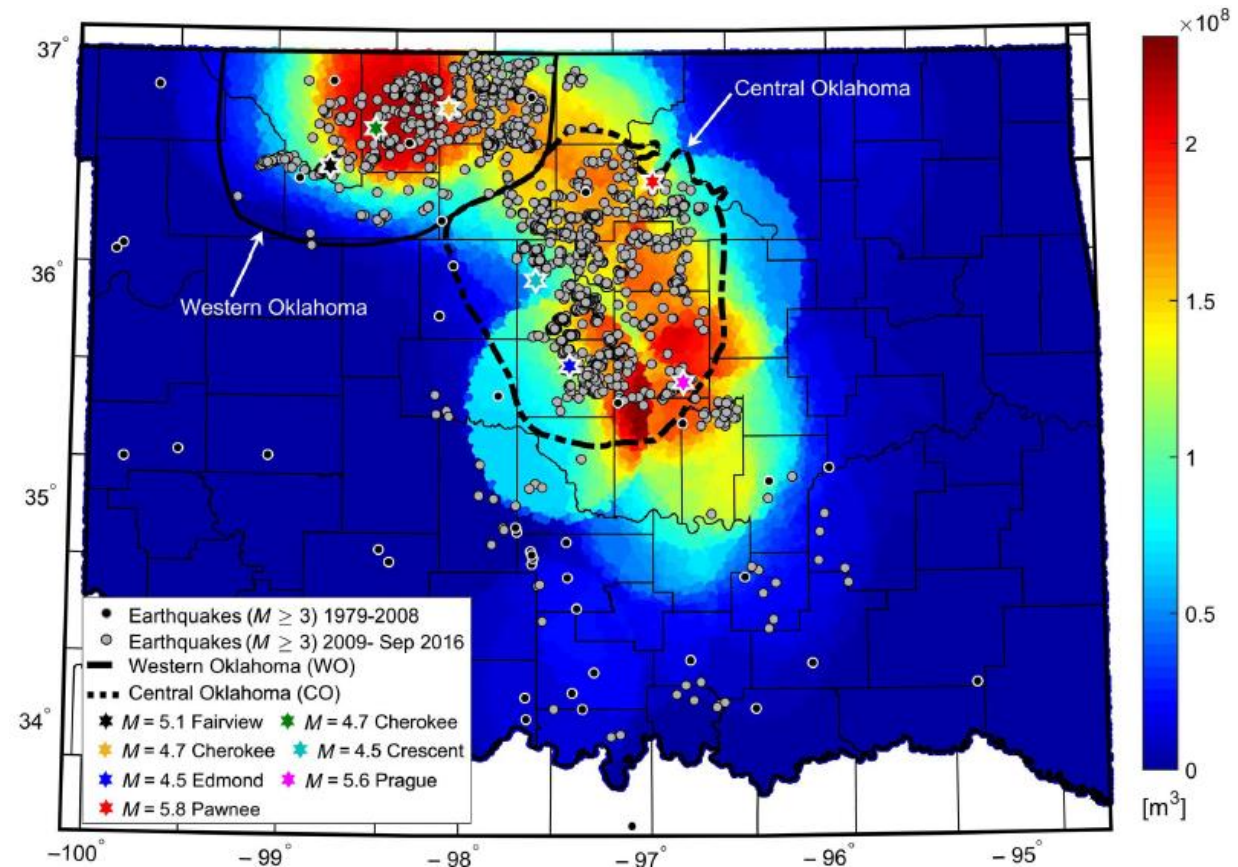 ×10⁸
37°
36°
35°
34°
Central Oklahoma
Western Oklahoma
2
1.5
1
0.5
0
[m³]
Earthquakes (M ≥ 3) 1979-2008
Earthquakes (M ≥ 3) 2009- Sep 2016
Western Oklahoma (WO)
Central Oklahoma (CO)
M = 5.1 Fairview M = 4.7 Cherokee
M = 4.7 Cherokee M = 4.5 Crescent
M = 4.5 Edmond M = 5.6 Prague
M = 5.8 Pawnee
−100° −99° −98° −97° −96° −95°